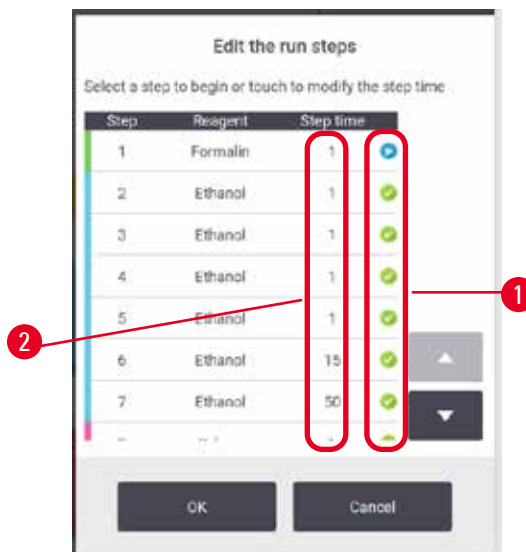 Edit the run steps
Select a step to begin or touch to modify the step time
Step Reagent Step time
1 Formalin 1
2 Ethanol 1
3 Ethanol 1
4 Ethanol 1
1
5 Ethanol 1
2
6 Ethanol 15
7 Ethanol 50
OK Cancel